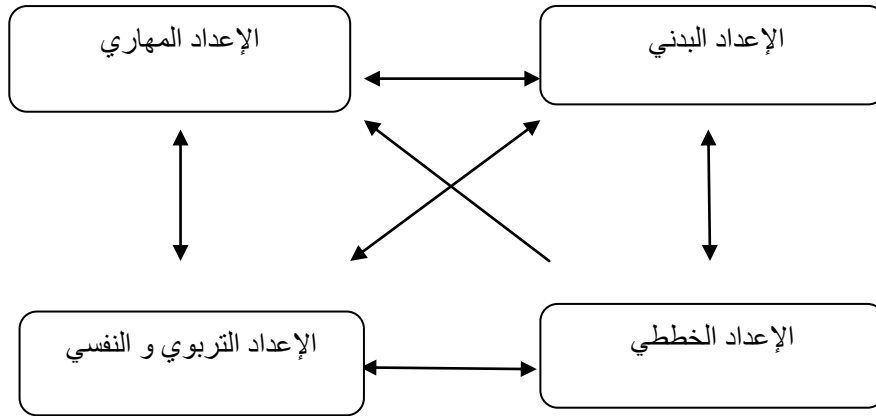 الإعداد البدني
الإعداد المهاري
الإعداد الخططي
الإعداد التربوي و النفسي